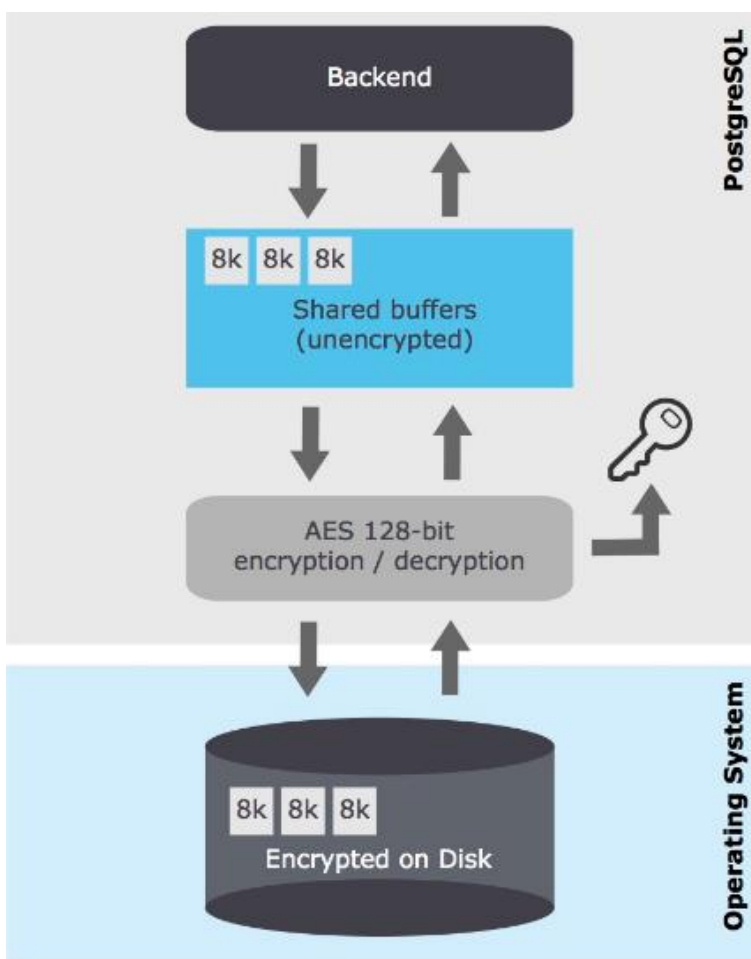 PostgreSQL
Backend
8k 8k 8k
Shared buffers
(unencrypted)
AES 128-bit
encryption / decryption
Operating System
8k 8k 8k
Encrypted on Disk